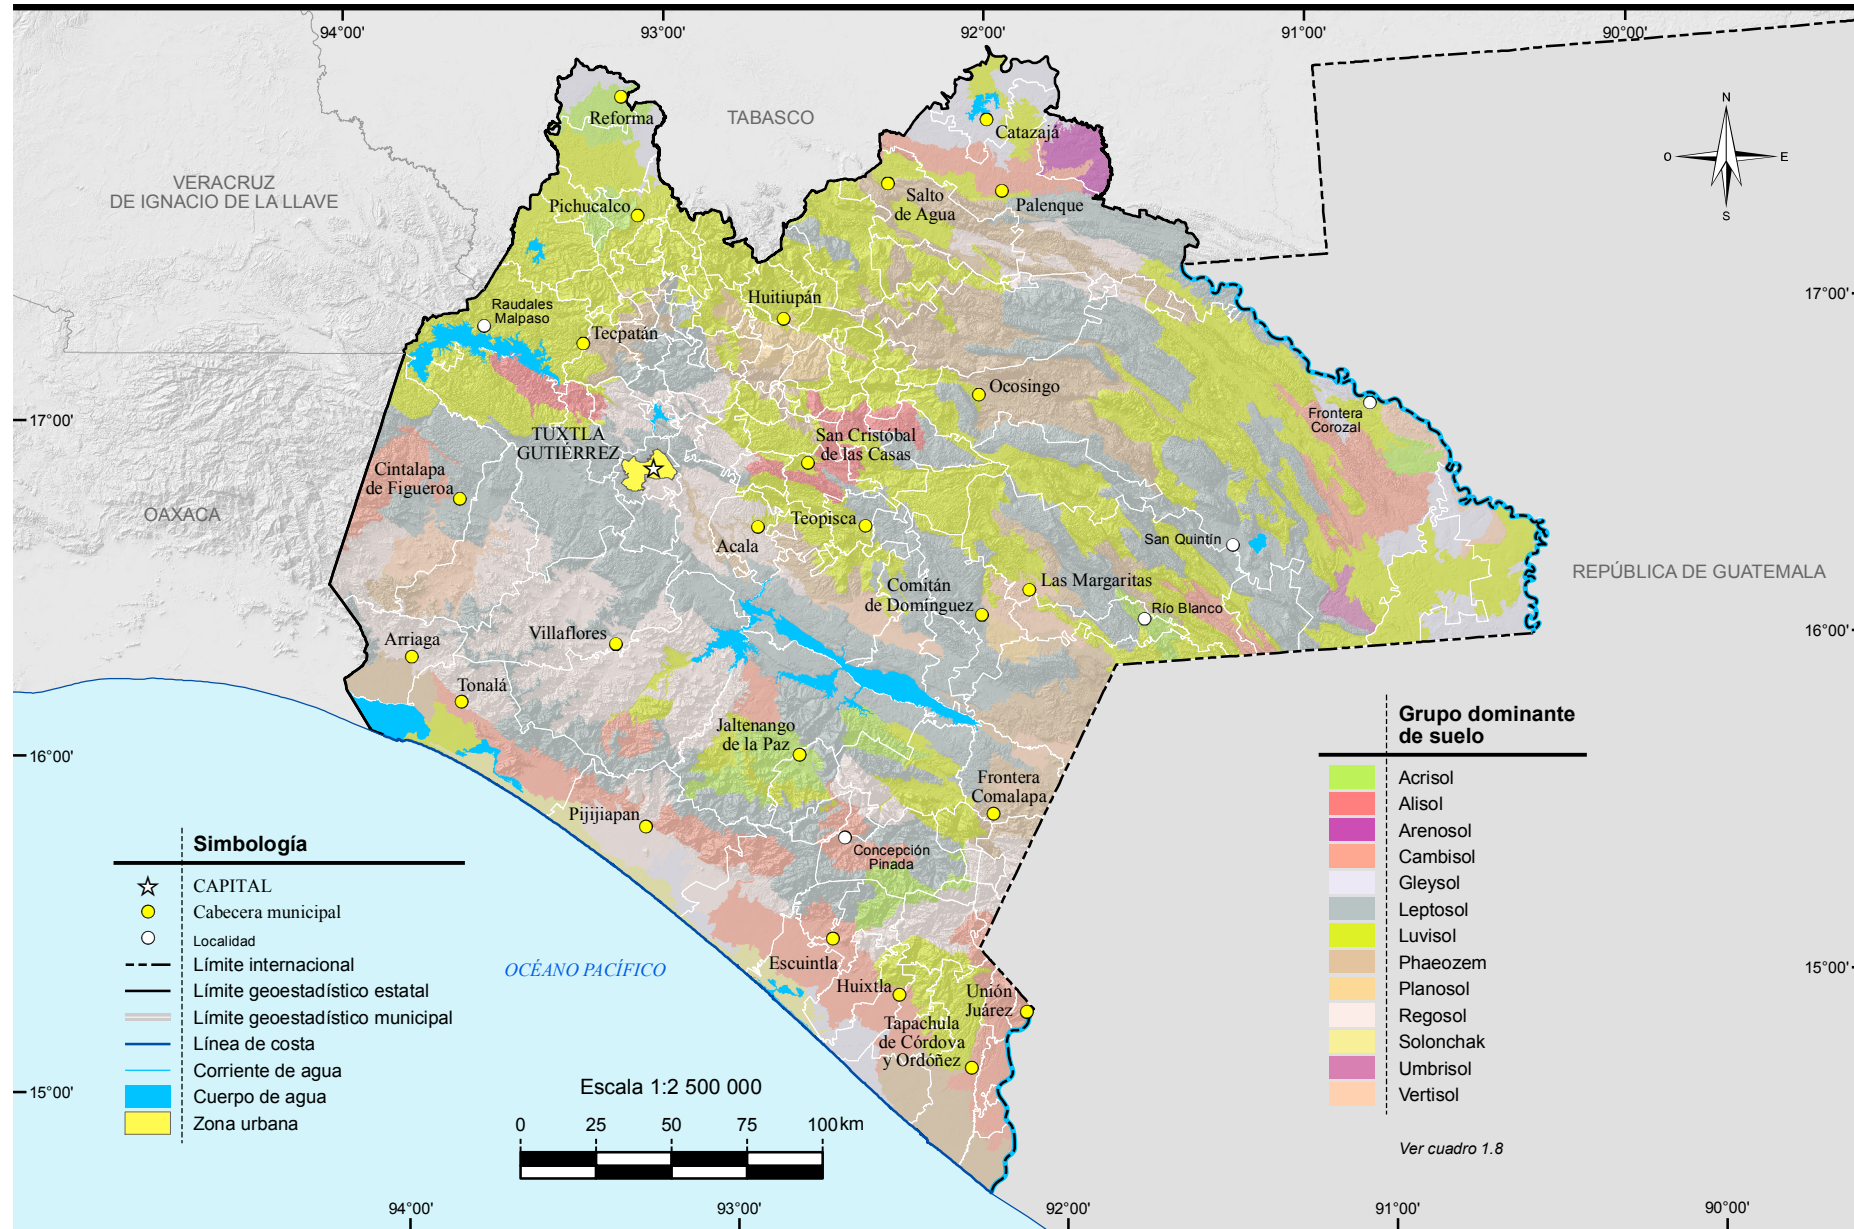 94°00'
93°00'
92°00'
91°00'
90°00'
N
O
E
S
TABASCO
VERACRUZ
DE IGNACIO DE LA LLAVE
OAXACA
REPÚBLICA DE GUATEMALA
17°00'
17°00'
16°00'
16°00'
15°00'
15°00'
Reforma
Catazajá
Pichucalco
Salto
de Agua
Palenque
Raudales
Malpaso
Huitiupán
Tecpatán
Ocosingo
Frontera
Corozal
TUXTLA
GUTIÉRREZ
San Cristóbal
de las Casas
Cintalapa
de Figueroa
Teopisca
Acala
San Quintín
Comitán
de Domínguez
Las Margaritas
Río Blanco
Arriaga
Villaflores
Tonalá
Jaltenango
de la Paz
Frontera
Comalapa
Pijijiapan
Concepción
Pinada
Escuintla
Huixtla
Unión
Juárez
Tapachula
de Córdova
y Ordóñez
OCÉANO PACÍFICO
Simbología
CAPITAL
Cabecera municipal
Localidad
Límite internacional
Límite geoestadístico estatal
Límite geoestadístico municipal
Línea de costa
Corriente de agua
Cuerpo de agua
Zona urbana
Escala 1:2 500 000
0
25
50
75
100 km
Grupo dominante
de suelo
Acrisol
Alisol
Arenosol
Cambisol
Gleysol
Leptosol
Luvisol
Phaeozem
Planosol
Regosol
Solonchak
Umbrisol
Vertisol
Ver cuadro 1.8
94°00'
93°00'
92°00'
91°00'
90°00'